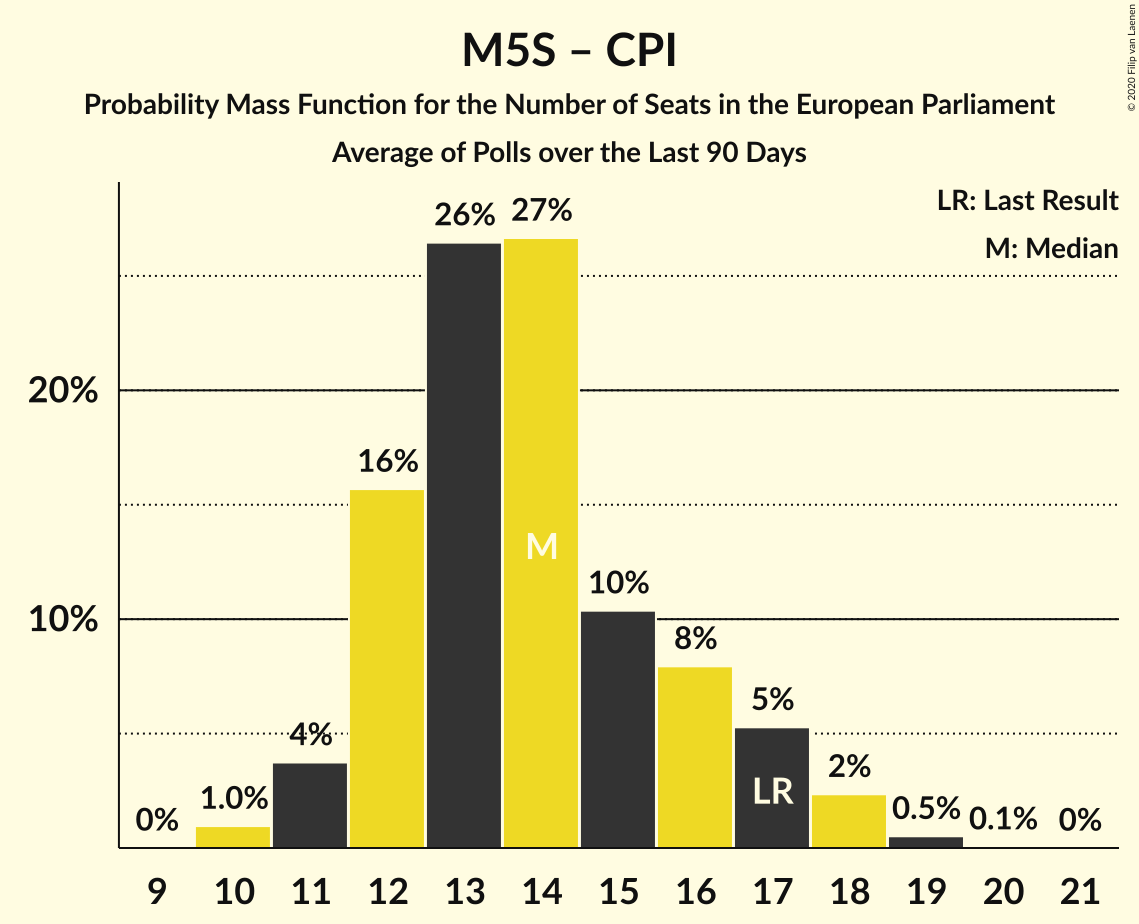 M5S – CPI
Probability Mass Function for the Number of Seats in the European Parliament
Average of Polls over the Last 90 Days
© 2020 Filip van Laenen
LR: Last Result
M: Median
26% 27%
20%
16%
M
10%
10%
8%
5%
4%
2%
LR
1.0%
0.5%
0% 0.1% 0%
9 10 11 12 13 14 15 16 17 18 19 20 21